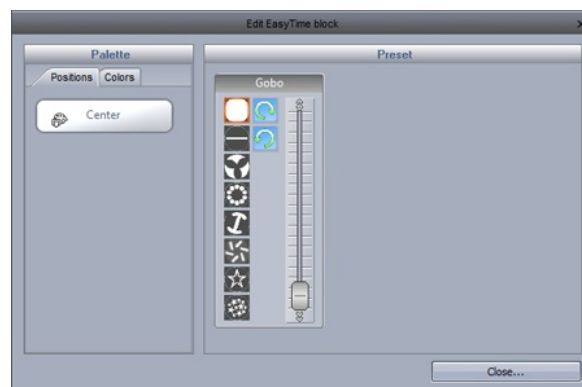 Edit EasyTime block
Palette
Preset
Positions Colors
Gobo
Center
Close...